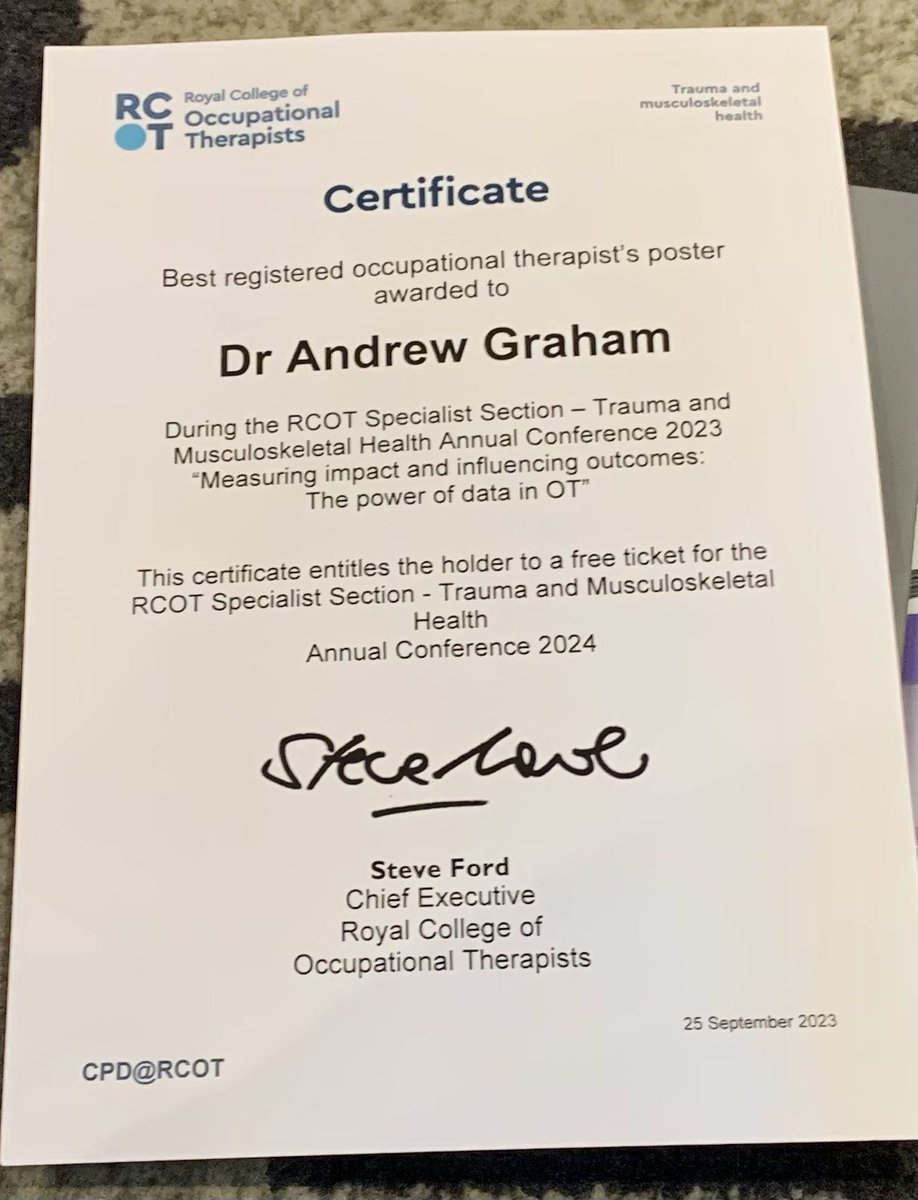 RCOT
Royal College of
Occupational
Therapists
Trauma and
musculoskeletal
health
Certificate
Best registered occupational therapist's poster
awarded to
Dr Andrew Graham
During the RCOT Specialist Section – Trauma and
Musculoskeletal Health Annual Conference 2023
“Measuring impact and influencing outcomes:
The power of data in OT”
This certificate entitles the holder to a free ticket for the
RCOT Specialist Section - Trauma and Musculoskeletal
Health
Annual Conference 2024
Steve Ford
Chief Executive
Royal College of
Occupational Therapists
25 September 2023
CPD@RCOT